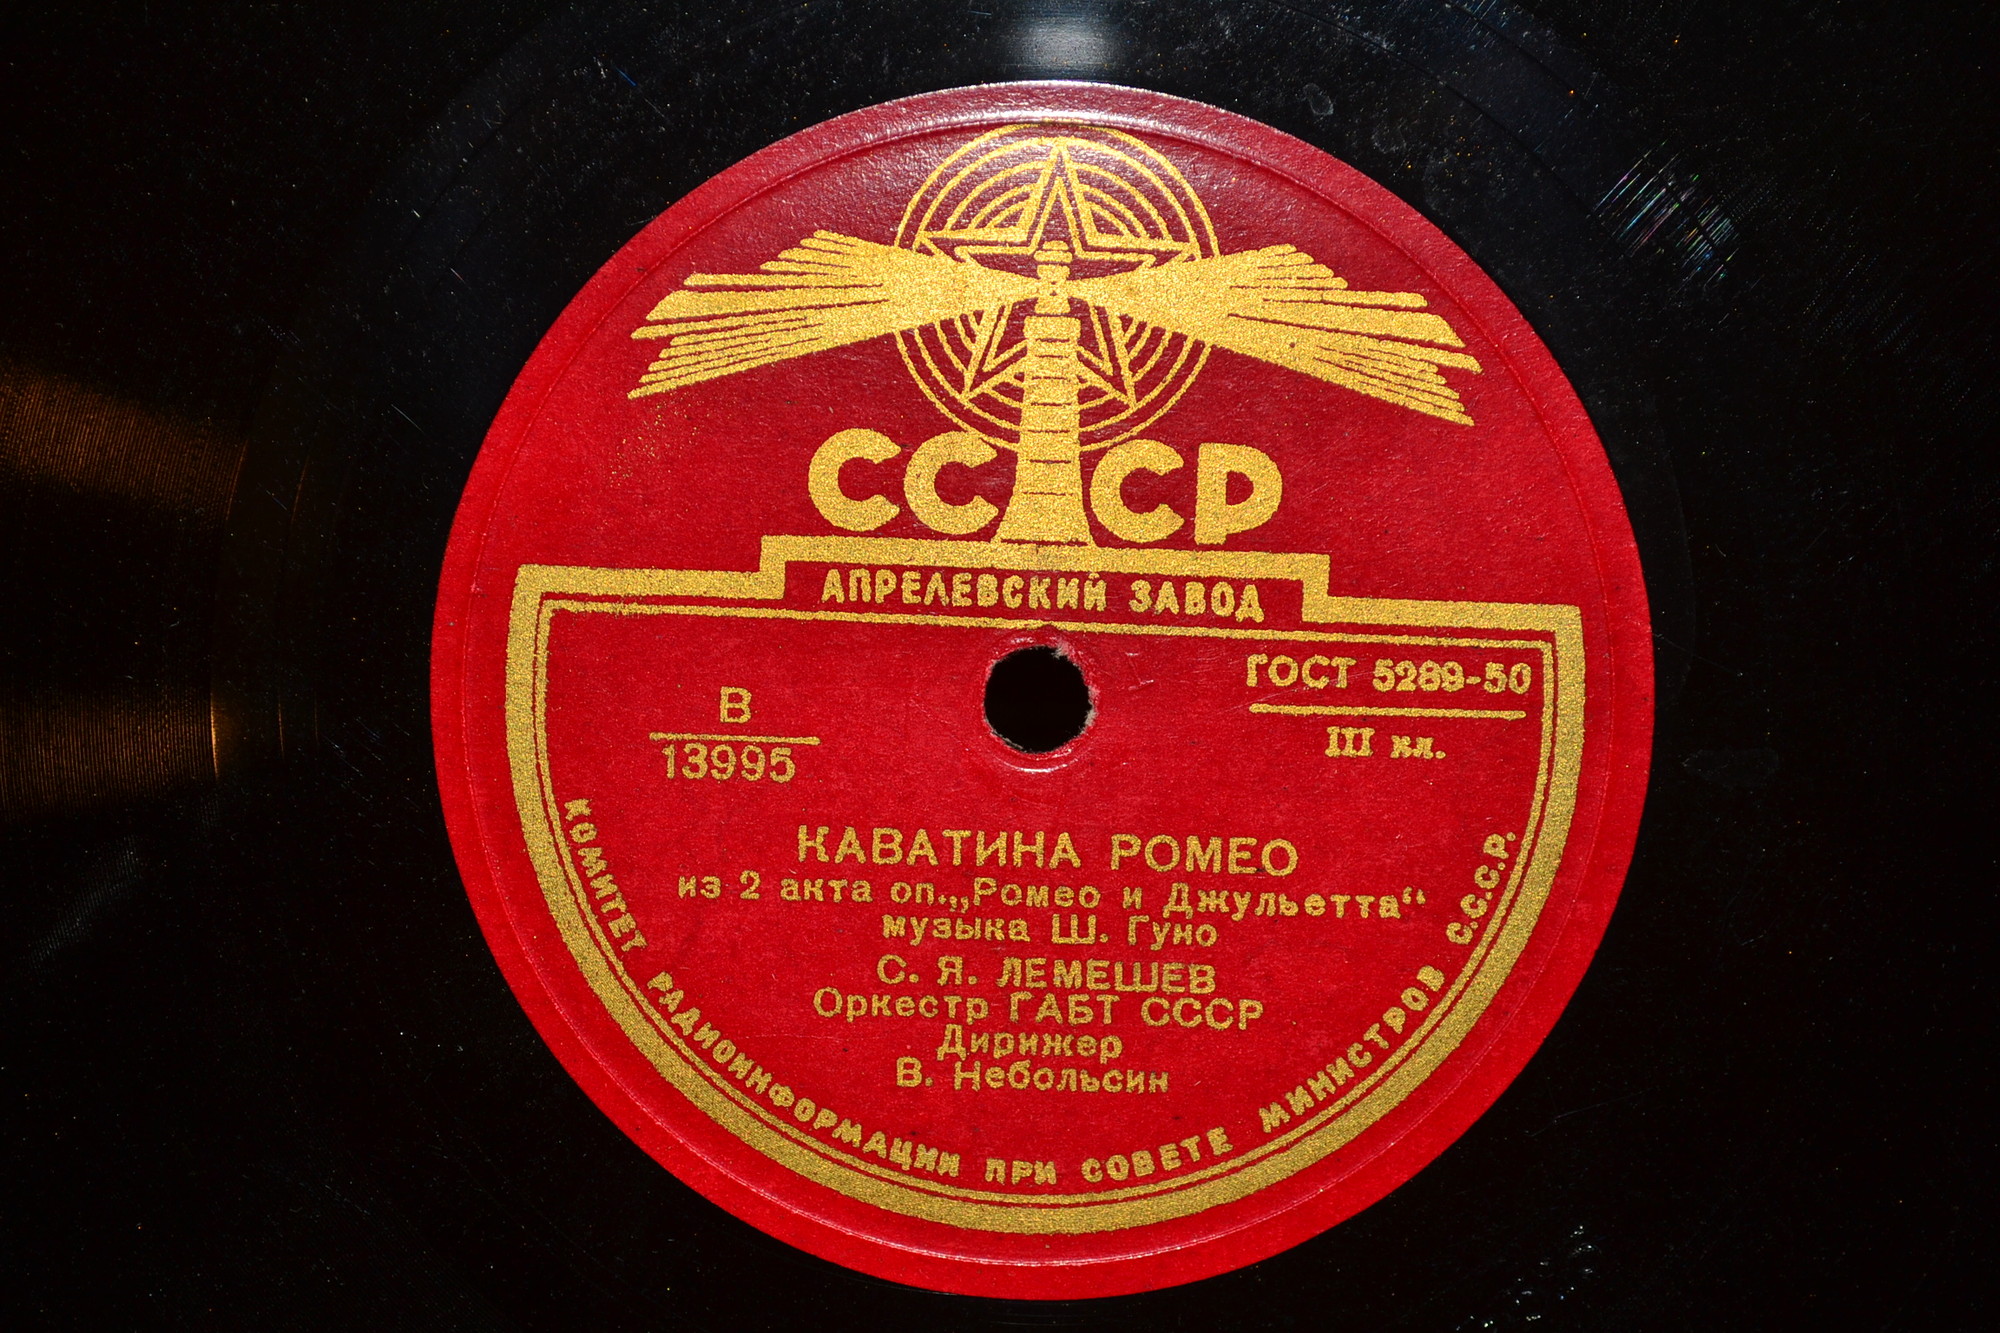 СССР
АПРЕЛЕВСКИЙ ЗАВОД
ГОСТ 5289-50
III кл.
В
13995
КАВАТИНА РОМЕО
из 2 акта оп. „Ромео и Джульетта“
музыка Ш. Гуно
С. Я. ЛЕМЕШЕВ
Оркестр ГАБТ СССР
Дирижер
В. Небольсин
КОМИТЕТ РАДИОИНФОРМАЦИИ ПРИ СОВЕТЕ МИНИСТРОВ С.С.С.Р.